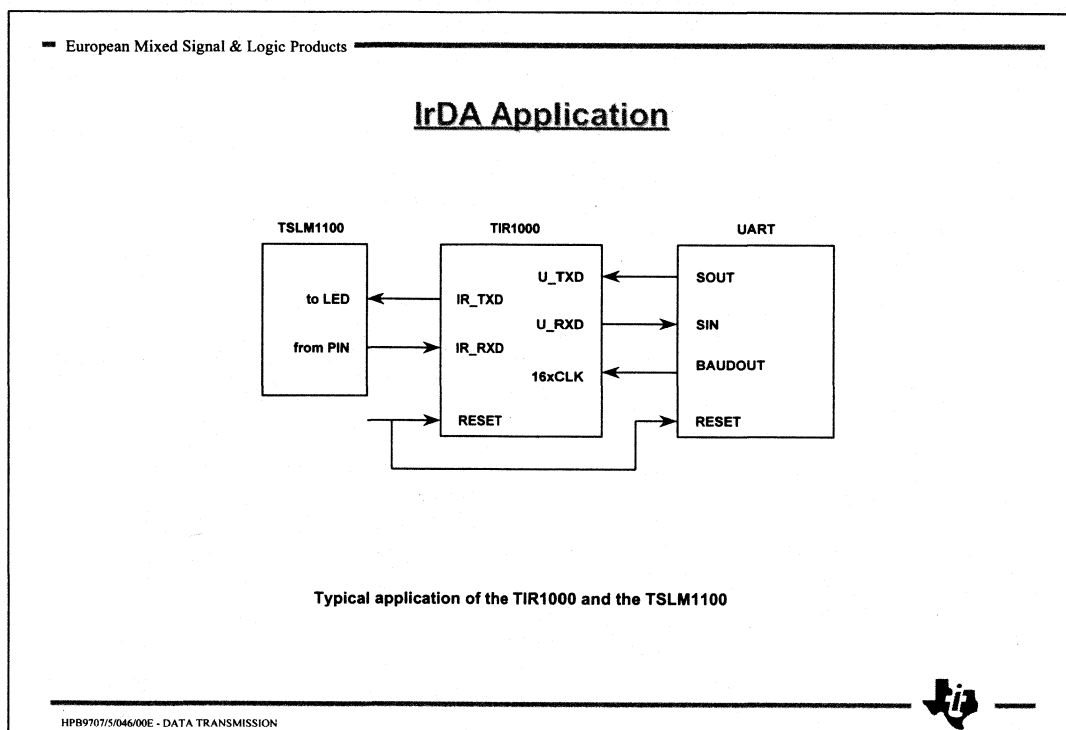 European Mixed Signal & Logic Products
IrDA Application
TSLM1100
TIR1000
UART
to LED
from PIN
IR_TXD
IR_RXD
RESET
U_TXD
U_RXD
16xCLK
SOUT
SIN
BAUDOUT
RESET
Typical application of the TIR1000 and the TSLM1100
ti
HPB9707/5/046/00E - DATA TRANSMISSION